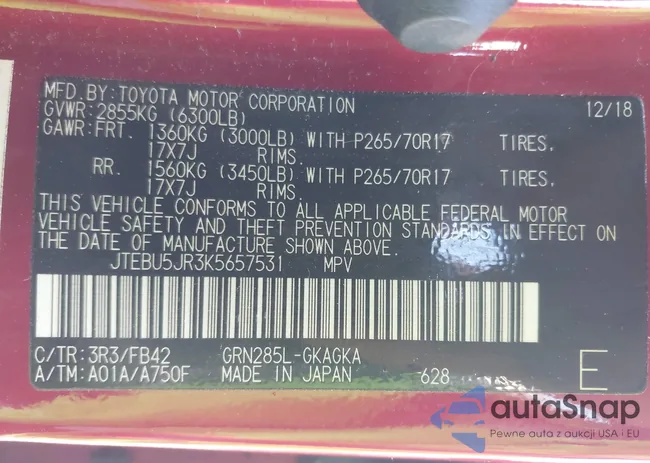 MFD.BY:TOYOTA MOTOR CORPORATION 12/18
GVWR:2855KG (6300LB)
GAWR:FRT. 1360KG (3000LB) WITH P265/70R17 TIRES.
17X7J RIMS.
RR. 1560KG (3450LB) WITH P265/70R17 TIRES.
17X7J RIMS.
THIS VEHICLE CONFORMS TO ALL APPLICABLE FEDERAL MOTOR
VEHICLE SAFETY AND THEFT PREVENTION STANDARDS IN EFFECT ON
THE DATE OF MANUFACTURE SHOWN ABOVE.
JTEBU5JR3K5657531 MPV
C/TR:3R3/FB42 GRN285L-GKAGKA
A/TM:A01A/A750F MADE IN JAPAN 628 E
autaSnap
Pewne auta z aukcji USA i EU